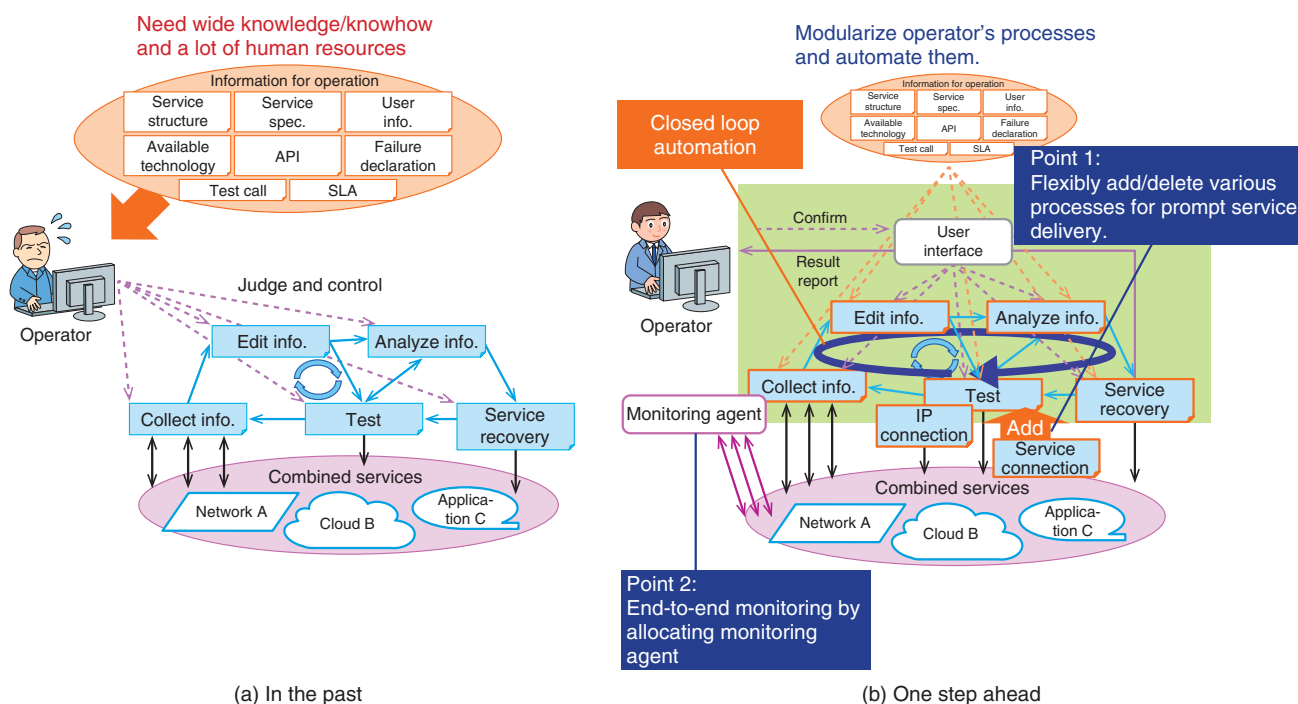 Need wide knowledge/knowhow
and a lot of human resources
Information for operation
Service
structure
Service
spec.
User
info.
Available
technology
API
Failure
declaration
Test call
SLA
Operator
Judge and control
Edit info.
Analyze info.
Collect info.
Test
Service
recovery
Combined services
Network A
Cloud B
Applica-
tion C
(a) In the past
Modularize operator's processes
and automate them.
Information for operation
Service
structure
Service
spec.
User
info.
Available
technology
API
Failure
declaration
Test call
SLA
Closed loop
automation
Point 1:
Flexibly add/delete various
processes for prompt service
delivery.
Confirm
User
interface
Result
report
Operator
Edit info.
Analyze info.
Collect info.
Test
Service
recovery
Monitoring agent
IP
connection
Add
Service
connection
Combined services
Network A
Cloud B
Applica-
tion C
Point 2:
End-to-end monitoring by
allocating monitoring
agent
(b) One step ahead